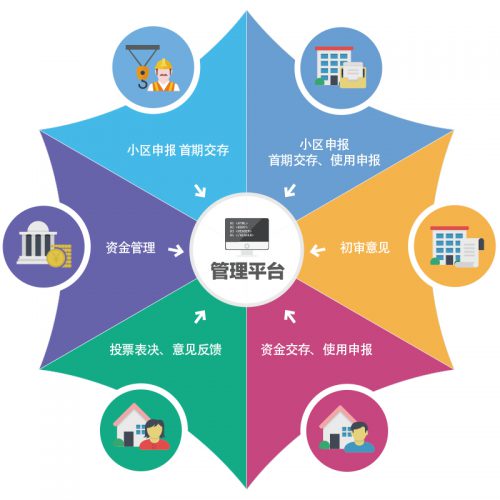 小区申报 首期交存
小区申报
首期交存、使用申报
资金管理
初审意见
管理平台
投票表决、意见反馈
资金交存、使用申报